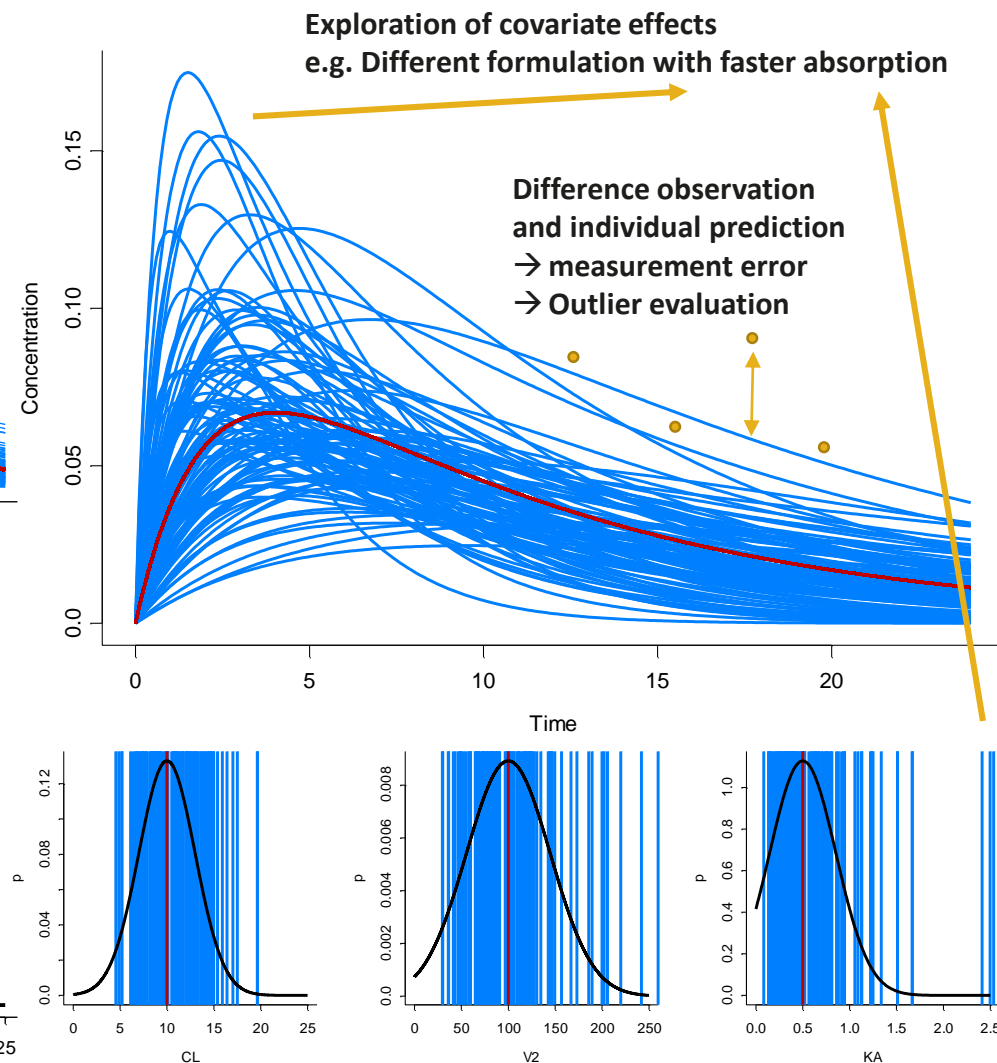 Exploration of covariate effects
e.g. Different formulation with faster absorption
Difference observation
and individual prediction
→ measurement error
→ Outlier evaluation
Concentration
0.15
0.10
0.05
0.0
0 5 10 15 20
Time
p
0.12
0.08
0.04
0.0
0 5 10 15 20 25
CL
p
0.008
0.006
0.004
0.002
0.0
0 50 100 150 200 250
V2
p
1.0
0.8
0.6
0.4
0.2
0.0
0.0 0.5 1.0 1.5 2.0 2.5
KA
25